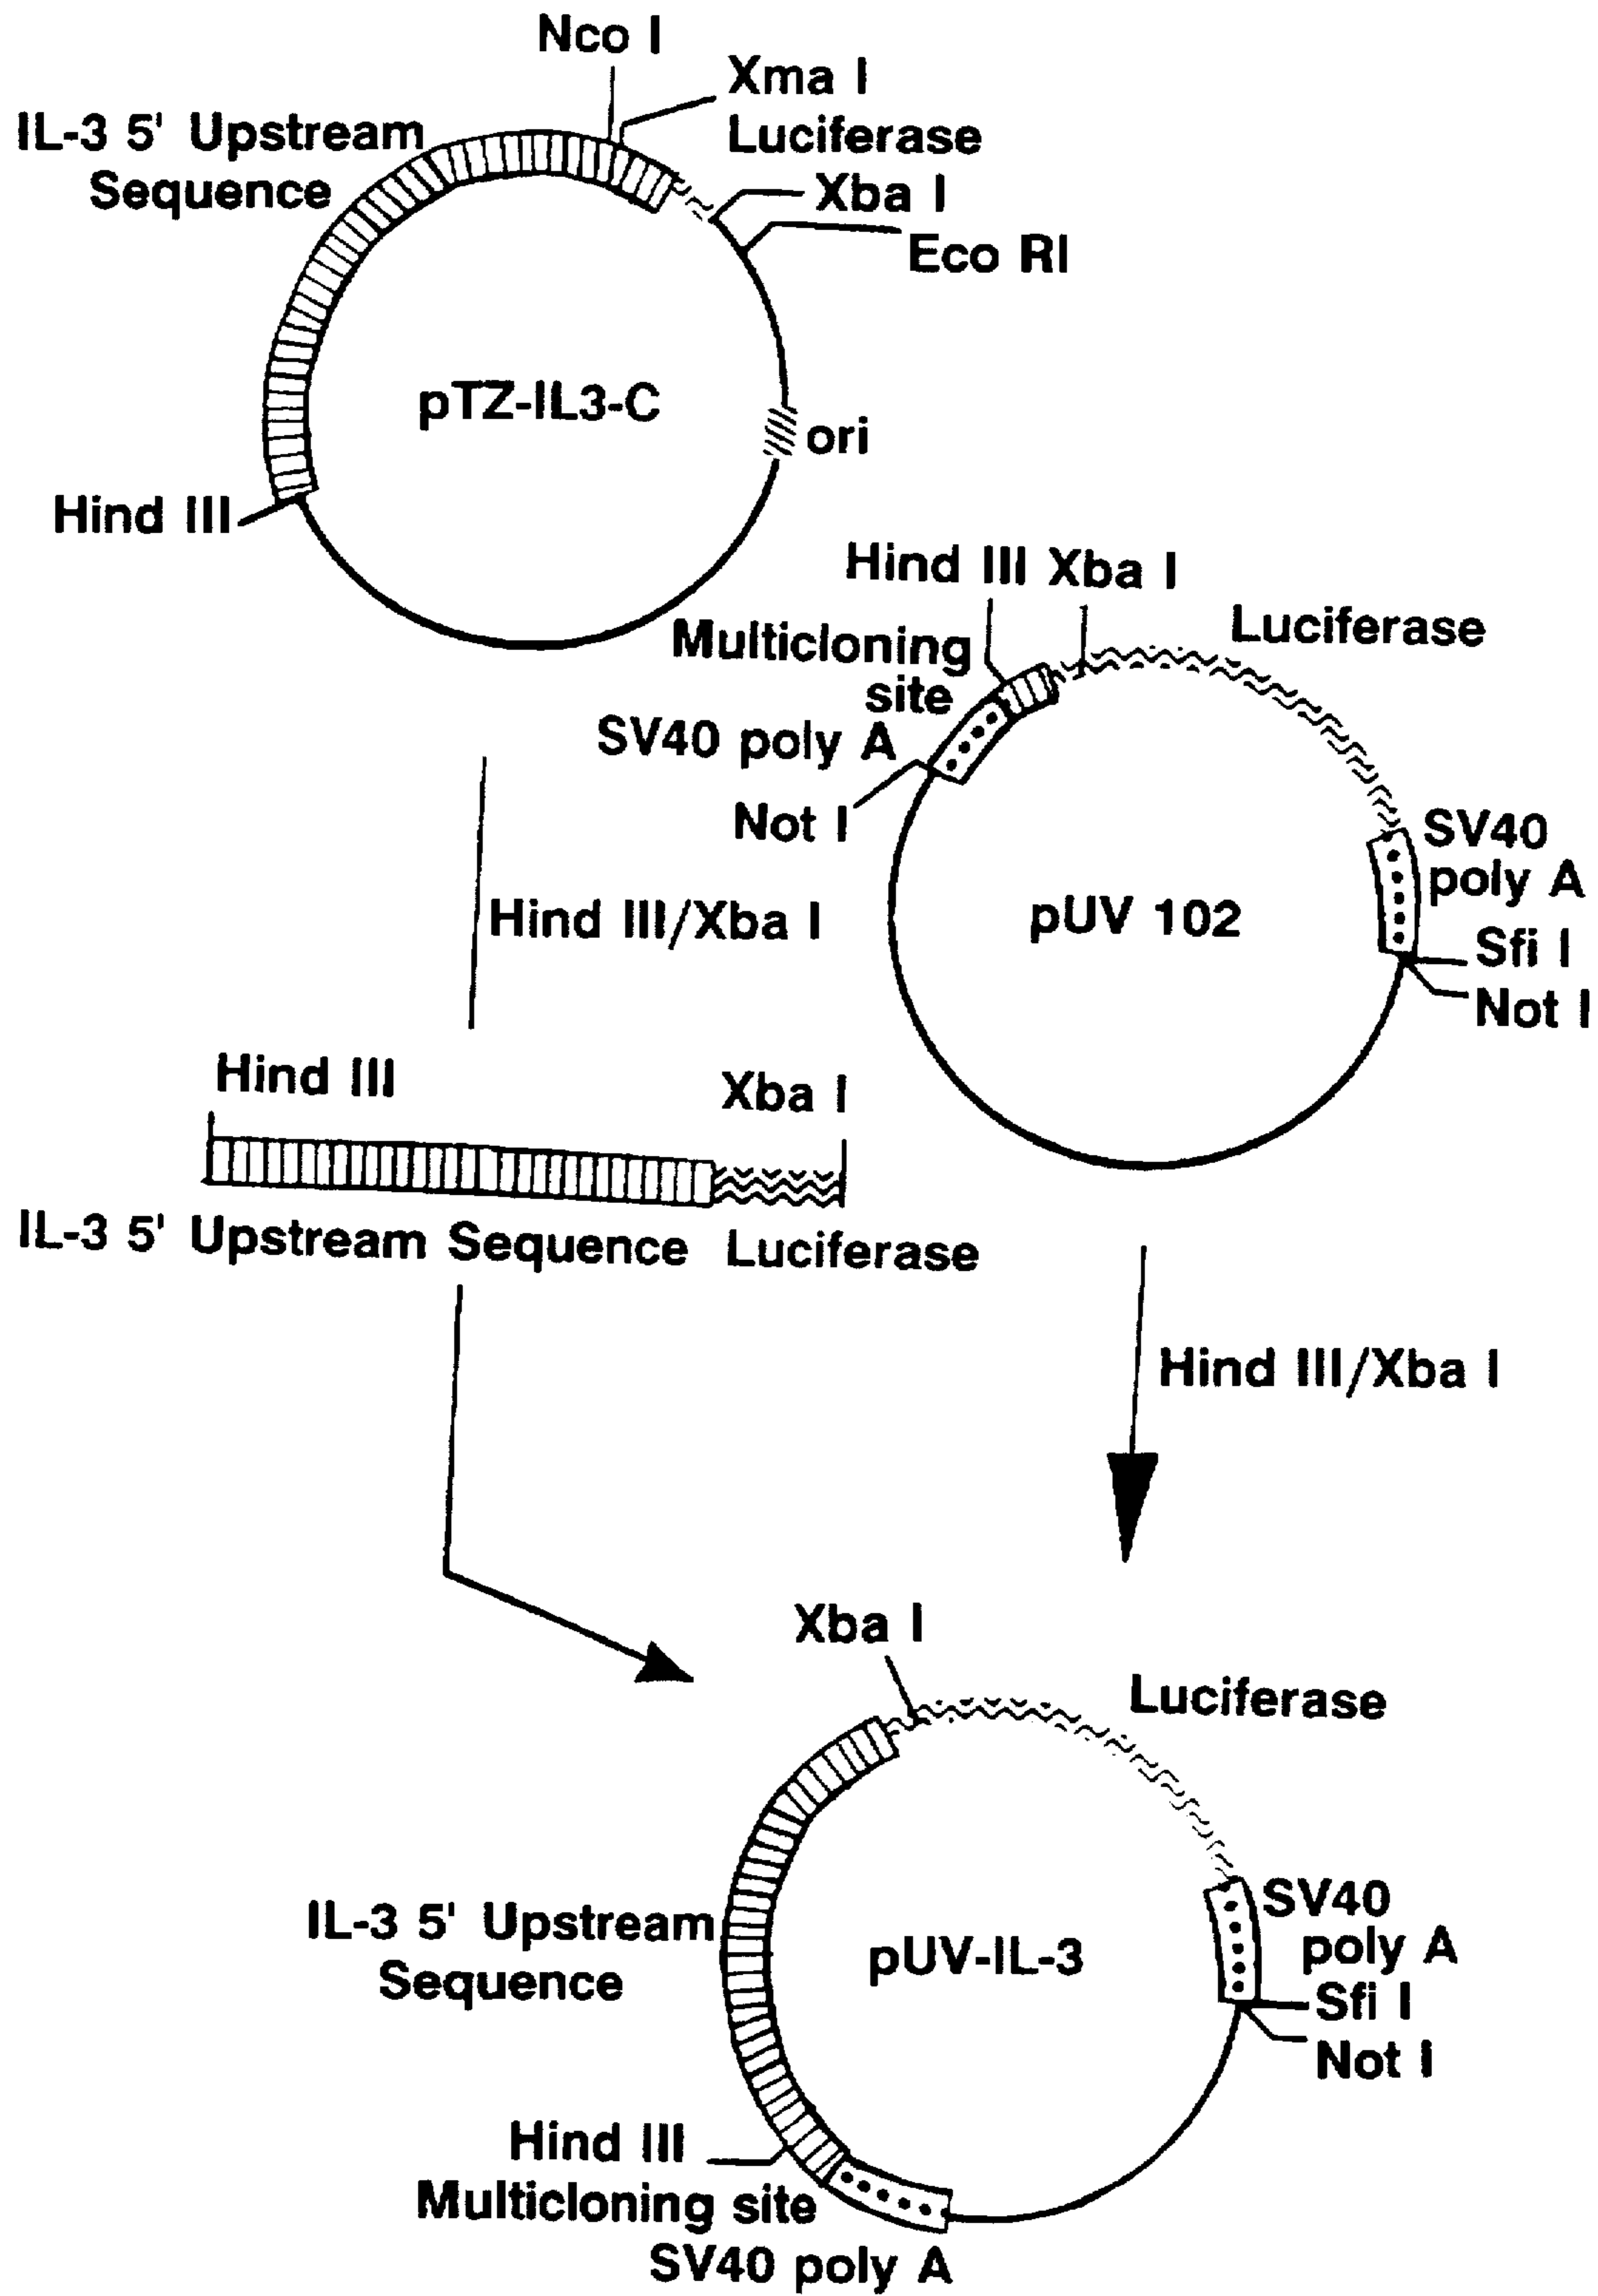 Nco I
Xma I
IL-3 5' Upstream
Sequence
Luciferase
Xba I
Eco RI
pTZ-IL3-C
ori
Hind III
Hind III Xba I
Luciferase
Multicloning
site
SV40 poly A
Not I
SV40
poly A
pUV 102
Sfi I
Not I
Hind III/Xba I
Hind III
Xba I
IL-3 5' Upstream Sequence Luciferase
Hind III/Xba I
Xba I
Luciferase
IL-3 5' Upstream
Sequence
pUV-IL-3
SV40
poly A
Sfi I
Not I
Hind III
Multicloning site
SV40 poly A